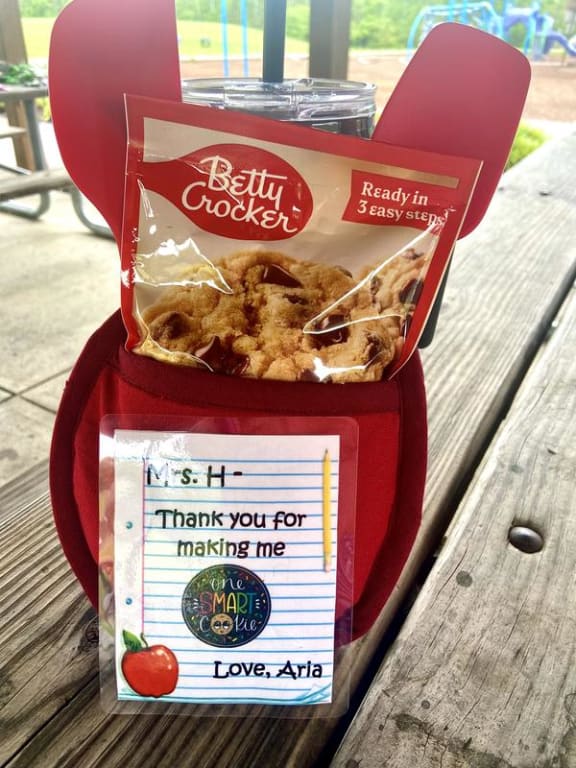 Betty
Crocker
Ready in
3 easy steps!
Mrs. H -
Thank you for
making me
one
SMART
Cookie
Love, Aria